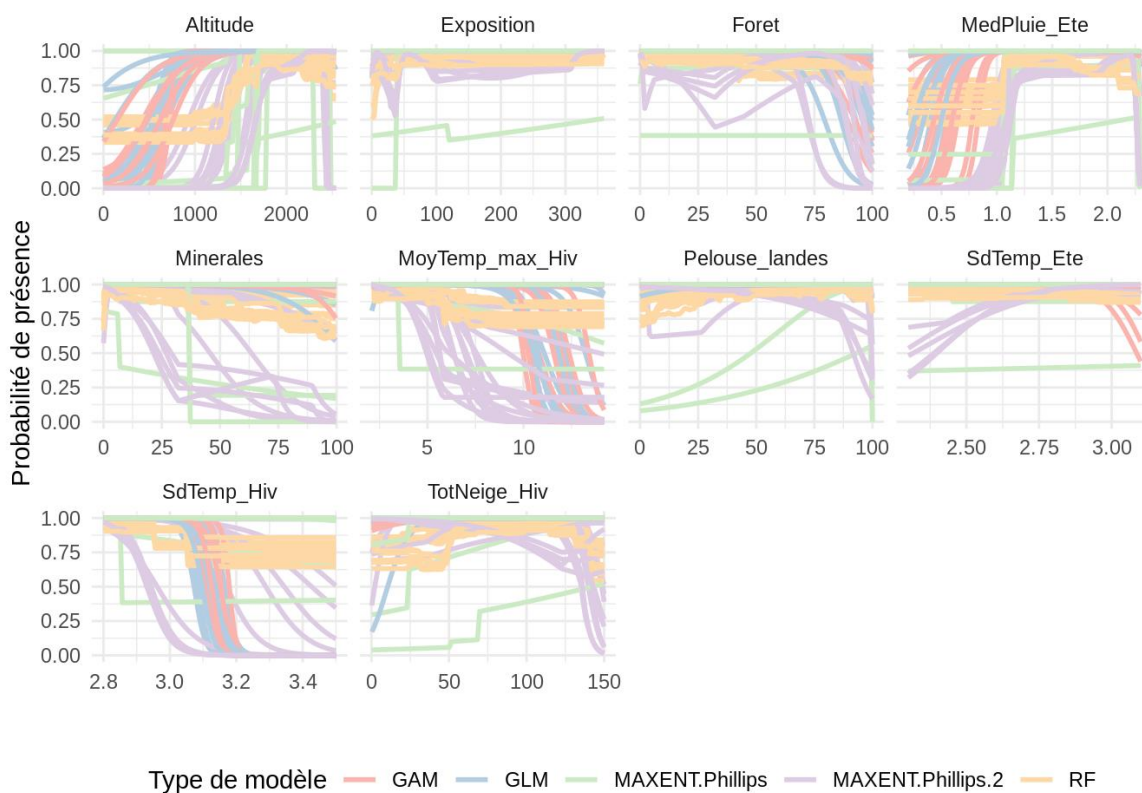 Altitude Exposition Foret MedPluie_Ete
1.00
0.75
0.50
0.25
0.00
0 1000 2000 0 100 200 300 0 25 50 75 100 0.5 1.0 1.5 2.0
Probabilité de présence
Minerales MoyTemp_max_Hiv Pelouse_landes SdTemp_Ete
1.00
0.75
0.50
0.25
0.00
0 25 50 75 100 5 10 0 25 50 75 100 2.50 2.75 3.00
SdTemp_Hiv TotNeige_Hiv
1.00
0.75
0.50
0.25
0.00
2.8 3.0 3.2 3.4 0 50 100 150
Type de modèle GAM GLM MAXENT.Phillips MAXENT.Phillips.2 RF